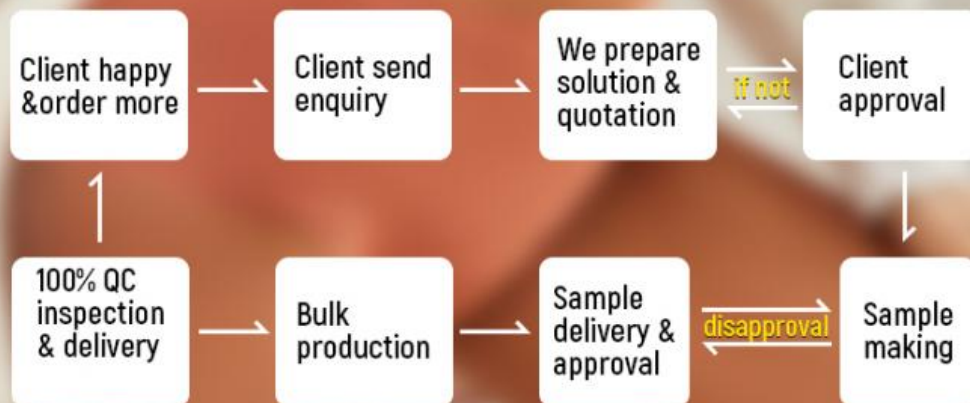 Client happy
&order more
Client send
enquiry
We prepare
solution &
quotation
if not
Client
approval
100% QC
inspection
& delivery
Bulk
production
Sample
delivery &
approval
disapproval
Sample
making